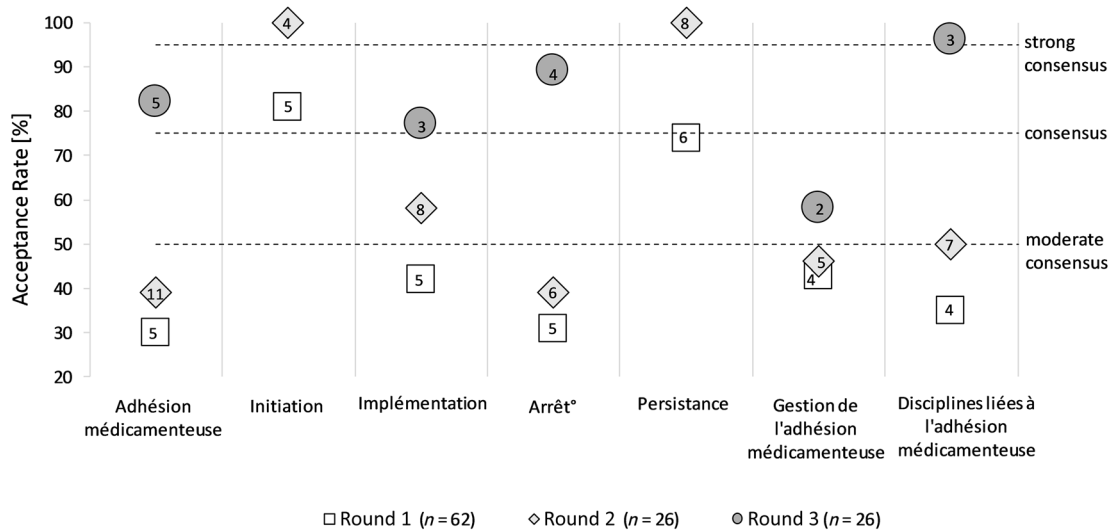 Acceptance Rate [%]
100
90
80
70
60
50
40
30
20
strong
consensus
consensus
moderate
consensus
5
11
5
4
5
3
8
5
4
6
5
8
6
2
5
4
3
7
4
Adhésion
médicamenteuse
Initiation
Implémentation
Arrêt°
Persistance
Gestion de
l'adhésion
médicamenteuse
Disciplines liées à
l'adhésion
médicamenteuse
Round 1 (n = 62)
Round 2 (n = 26)
Round 3 (n = 26)